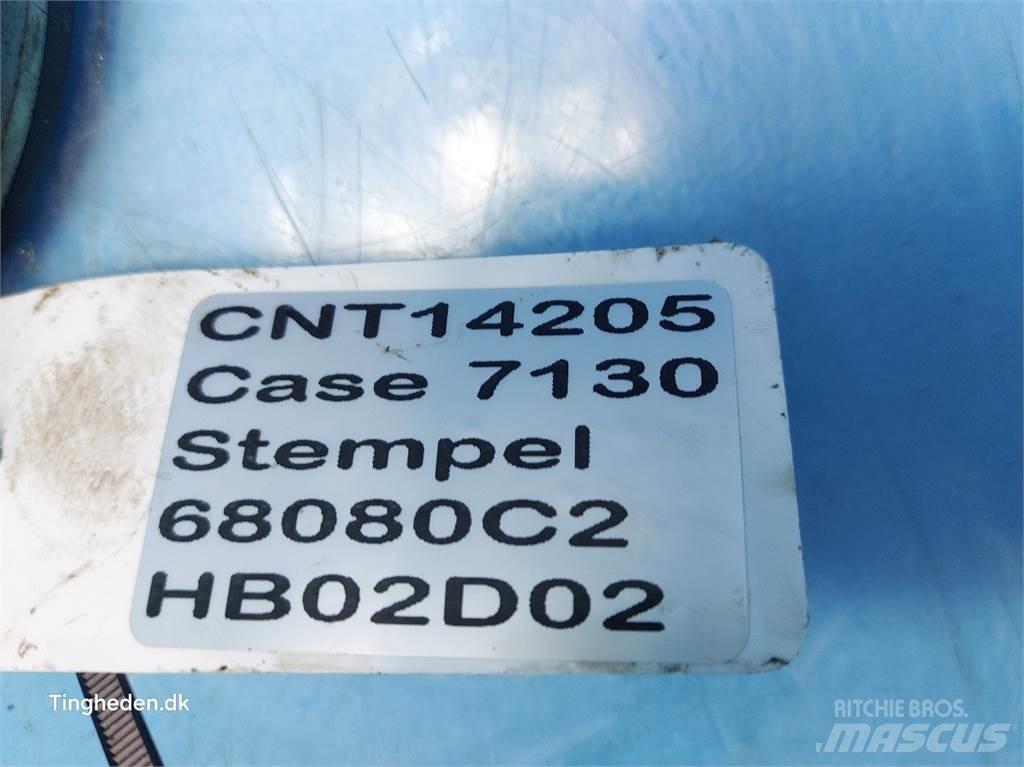 CNT14205
Case 7130
Stempel
68080C2
HB02D02
Tingheden.dk
RITCHIE BROS.
MASCUS